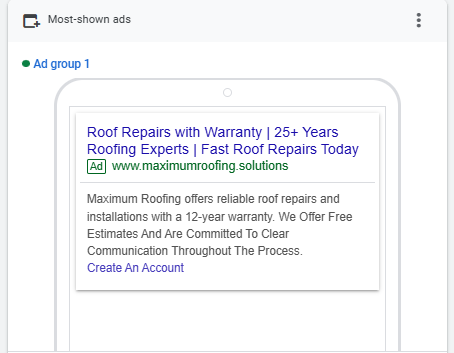 Most-shown ads
Ad group 1
Roof Repairs with Warranty | 25+ Years
Roofing Experts | Fast Roof Repairs Today
Ad www.maximumroofing.solutions
Maximum Roofing offers reliable roof repairs and
installations with a 12-year warranty. We Offer Free
Estimates And Are Committed To Clear
Communication Throughout The Process.
Create An Account